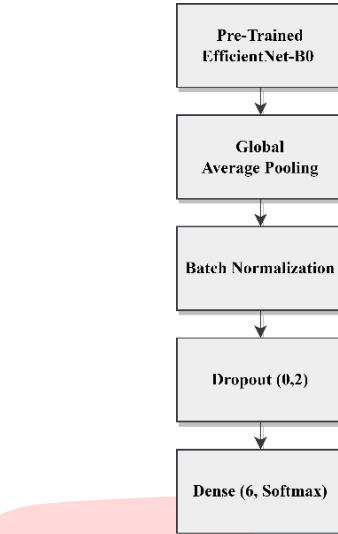 Pre-Trained
EfficientNet-B0
Global
Average Pooling
Batch Normalization
Dropout (0,2)
Dense (6, Softmax)